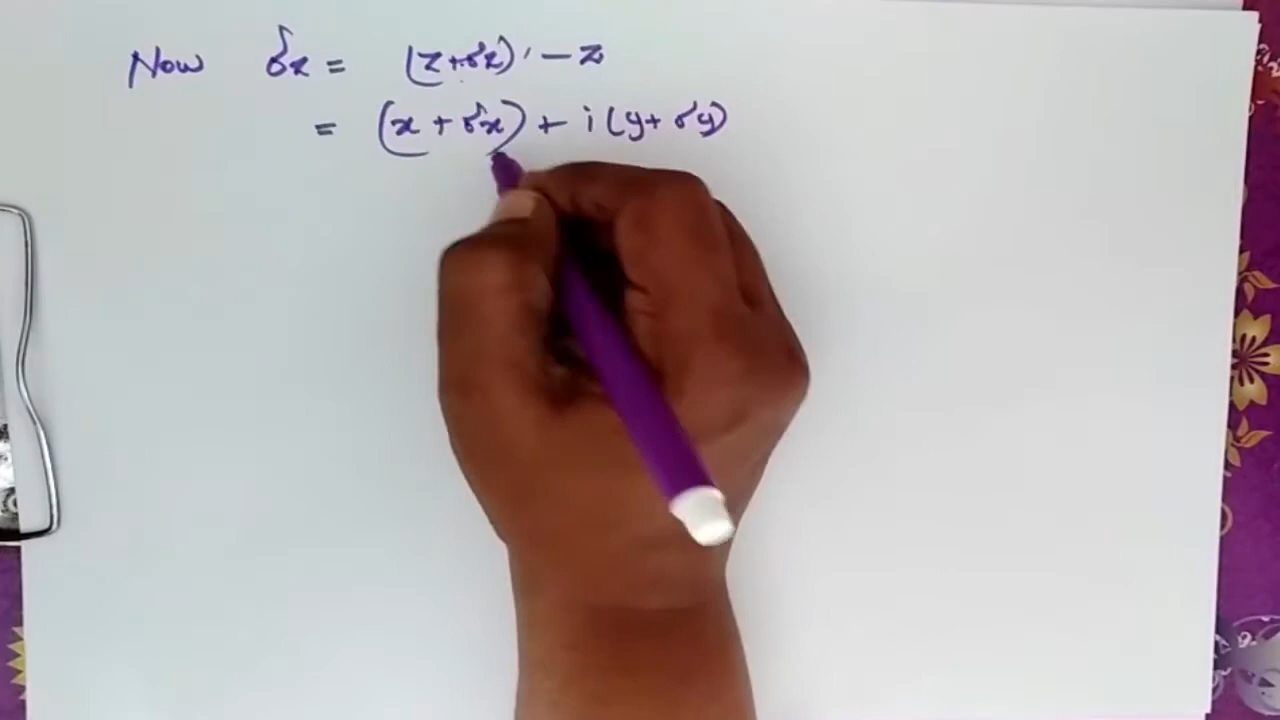 Now δz = (z+δz) - z
= (x + δx) + i(y+ δy)